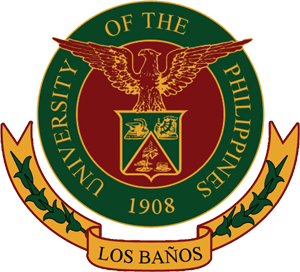 UNIVERSITY OF THE PHILIPPINES
1908
LOS BAÑOS